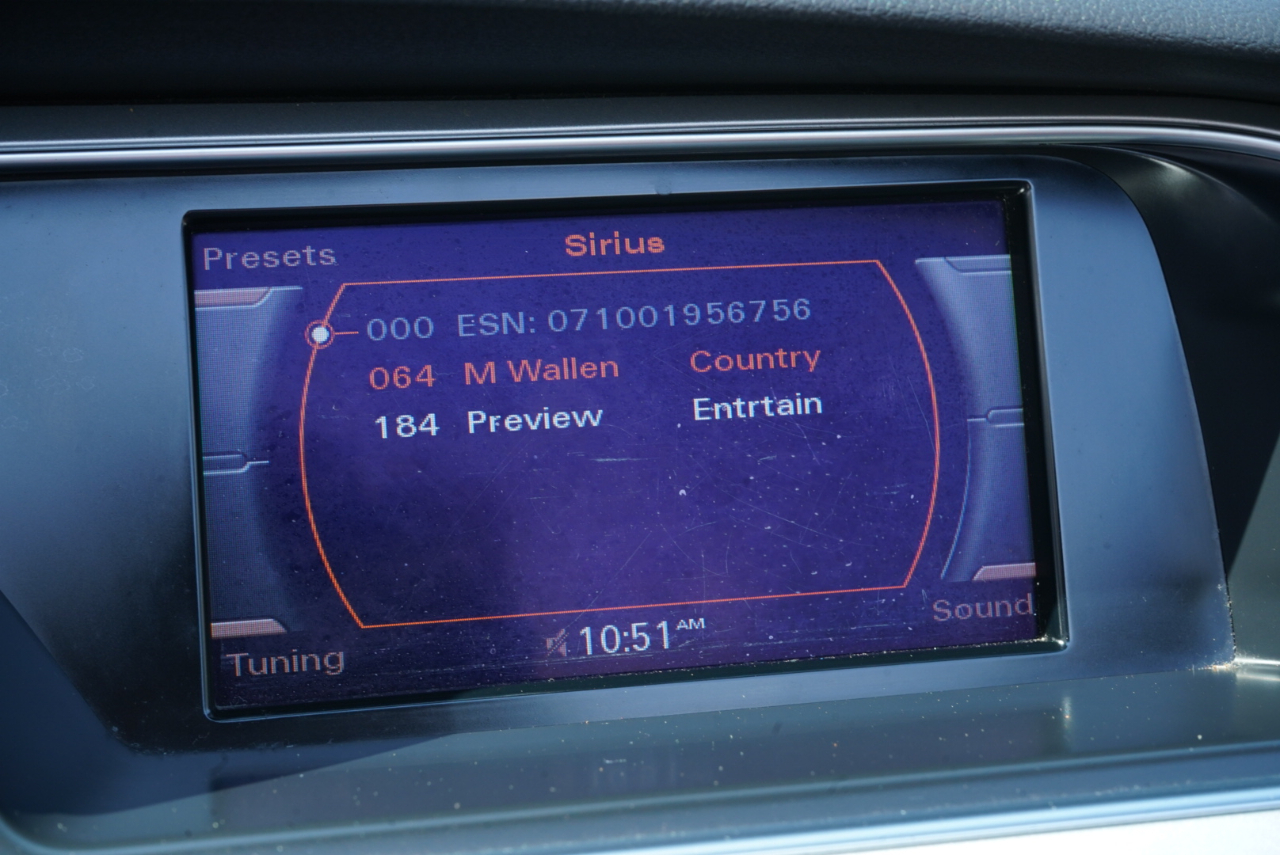 Presets Sirius
000 ESN: 071001956756
064 M Wallen Country
184 Preview Entrtain
Tuning 10:51 AM Sound